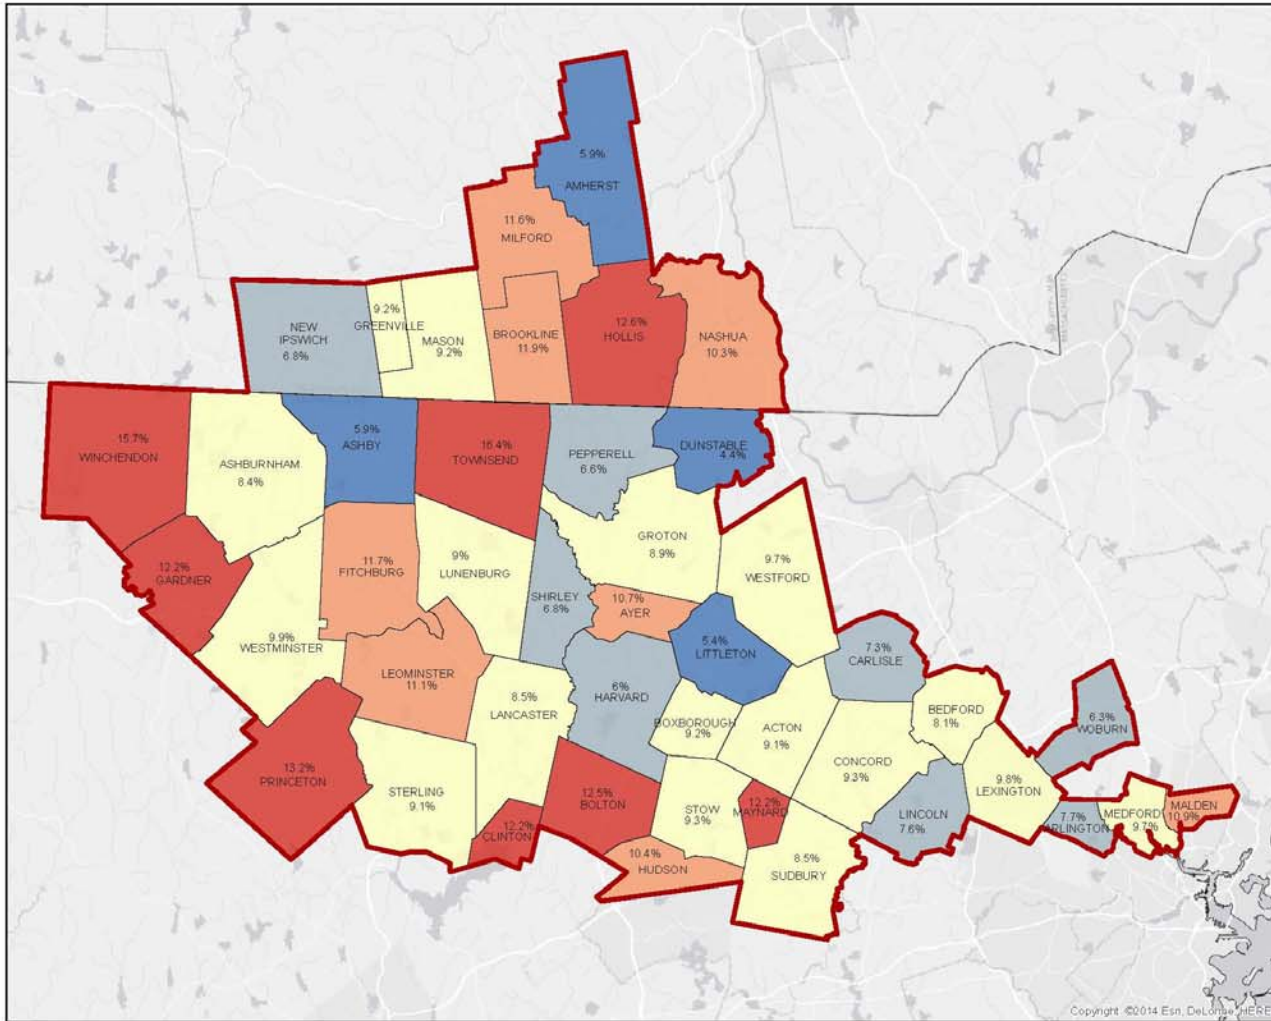 5.9%
AMHERST
11.6%
MILFORD
9.2%
GREENVILLE
NEW
IPSWICH
6.8%
MASON
9.2%
BROOKLINE
11.9%
12.6%
HOLLIS
NASHUA
10.3%
15.7%
WINCHENDON
ASHBURNHAM
8.4%
5.9%
ASHBY
16.4%
TOWNSEND
PEPPERELL
6.6%
DUNSTABLE
4.4%
GROTON
8.9%
9.7%
WESTFORD
12.2%
GARDNER
11.7%
FITCHBURG
9%
LUNENBURG
SHIRLEY
6.8%
10.7%
AYER
5.4%
LITTLETON
7.3%
CARLISLE
9.9%
WESTMINSTER
LEOMINSTER
11.1%
8.5%
LANCASTER
6%
HARVARD
BOXBOROUGH
9.2%
ACTON
9.1%
BEDFORD
8.1%
6.3%
WOBURN
13.2%
PRINCETON
STERLING
9.1%
12.2%
CLINTON
12.5%
BOLTON
STOW
9.3%
12.2%
MAYNARD
CONCORD
9.3%
LINCOLN
7.6%
9.8%
LEXINGTON
7.7%
ARLINGTON
MEDFORD
9.7%
MALDEN
10.9%
10.4%
HUDSON
8.5%
SUDBURY
Copyright ©2014 Esri, DeLorme, HERE